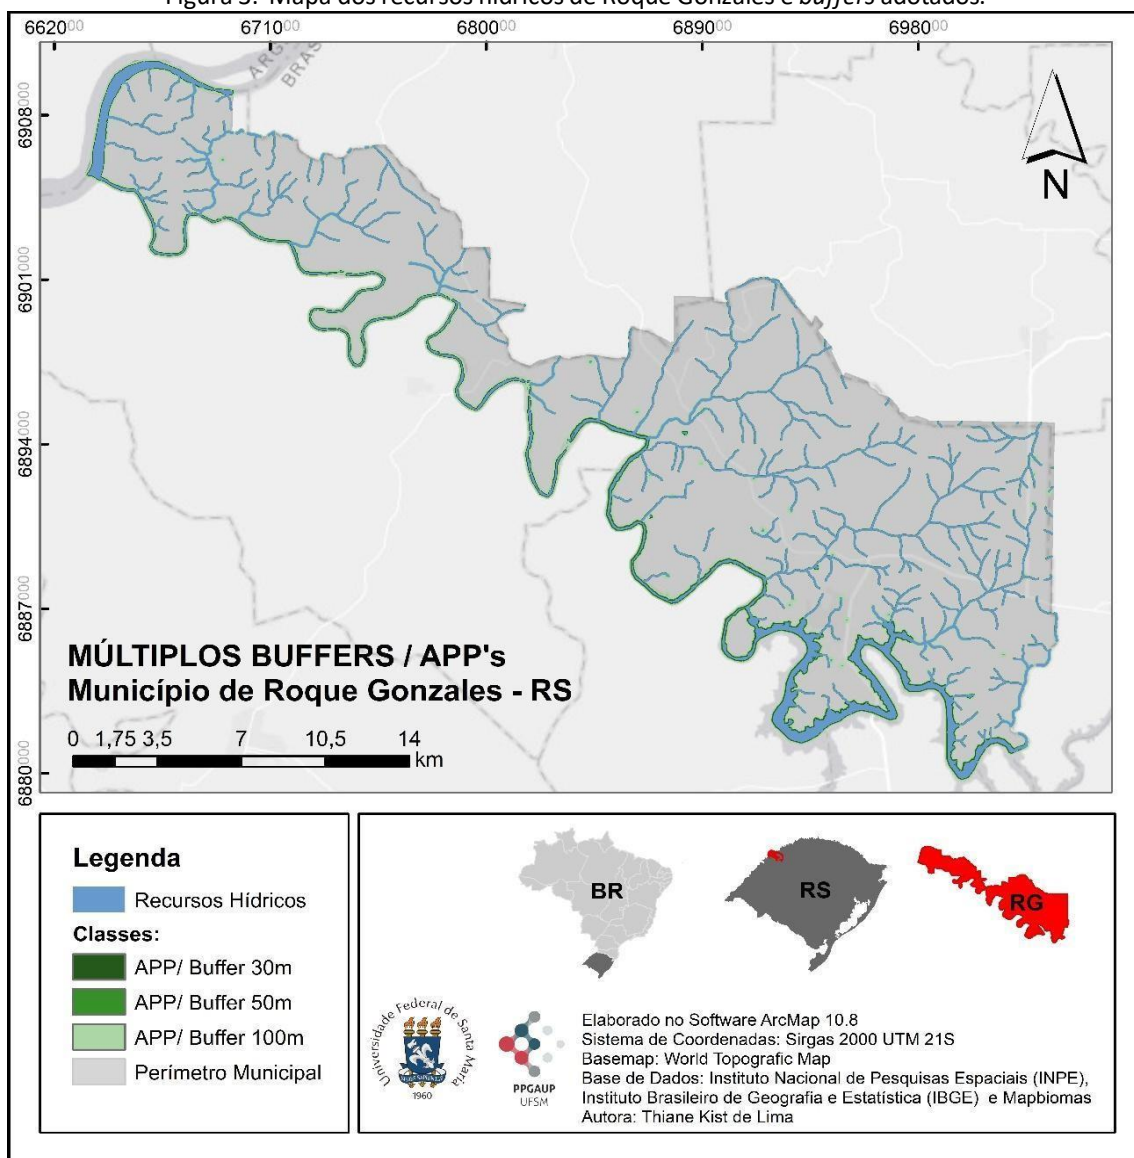 Figura 3: Mapa dos recursos hídricos de Roque Gonzales e buffers adotados.
662000 671000 680000 689000 698000
ARG
BRAS
6908000
N
6901000
6894000
6887000
MÚLTIPLOS BUFFERS / APP's
Município de Roque Gonzales - RS
0 1,75 3,5 7 10,5 14
km
6880000
Legenda
Recursos Hídricos
Classes:
APP/ Buffer 30m
APP/ Buffer 50m
APP/ Buffer 100m
Perímetro Municipal
BR
RS
RG
Universidade Federal de Santa Maria
1960
PPGAUP
UFSM
Elaborado no Software ArcMap 10.8
Sistema de Coordenadas: Sirgas 2000 UTM 21S
Basemap: World Topografic Map
Base de Dados: Instituto Nacional de Pesquisas Espaciais (INPE),
Instituto Brasileiro de Geografia e Estatística (IBGE) e Mapbiomas
Autora: Thiane Kist de Lima